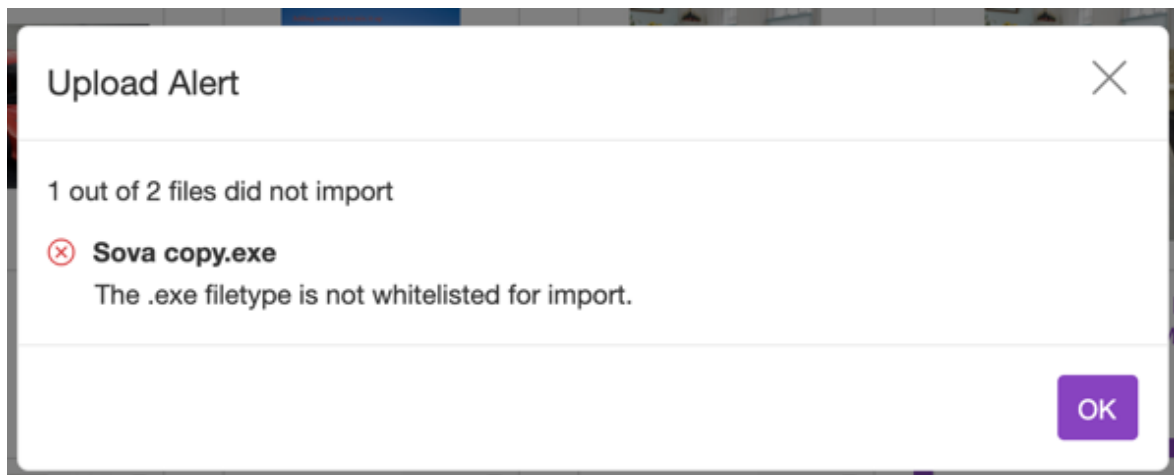 Upload Alert
1 out of 2 files did not import
Sova copy.exe
The .exe filetype is not whitelisted for import.
OK